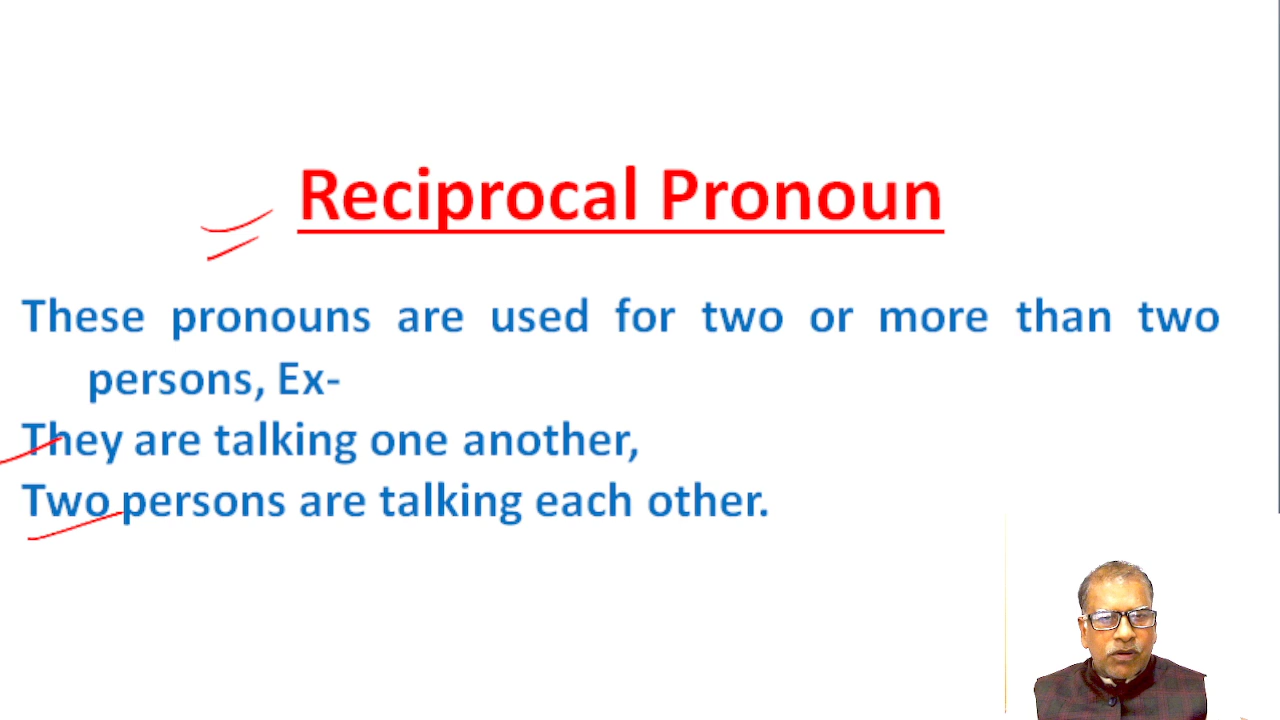 Reciprocal Pronoun
These pronouns are used for two or more than two
persons, Ex-
They are talking one another,
Two persons are talking each other.